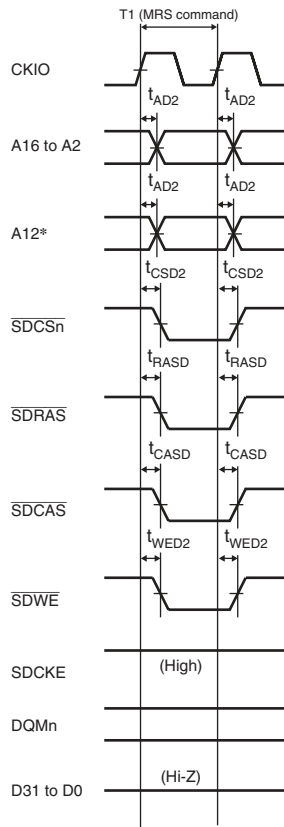 T1 (MRS command)
CKIO
tAD2 tAD2
A16 to A2
tAD2 tAD2
A12*
tCSD2 tCSD2
SDCSn
tRASD tRASD
SDRAS
tCASD tCASD
SDCAS
tWED2 tWED2
SDWE
SDCKE (High)
DQMn
D31 to D0 (Hi-Z)